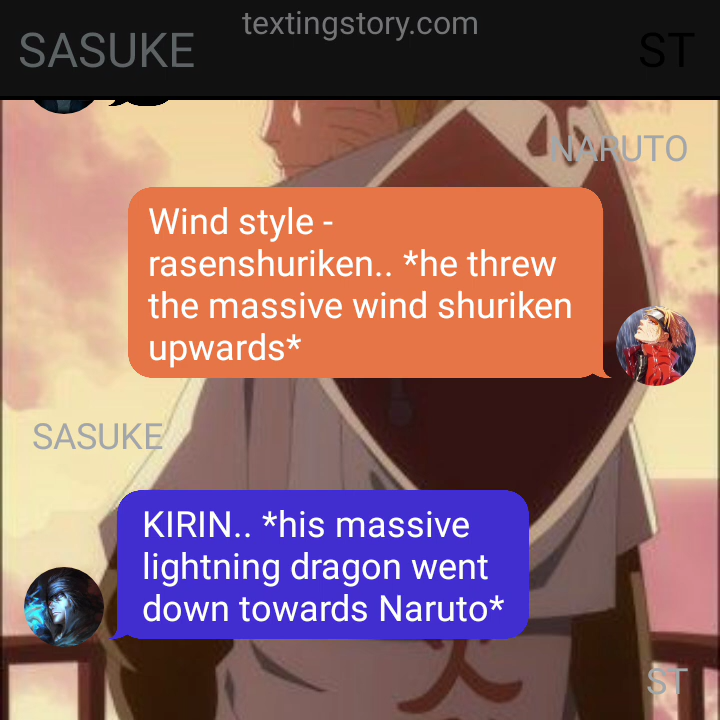 textingstory.com
SASUKE
ST
NARUTO
Wind style -
rasenshuriken.. *he threw
the massive wind shuriken
upwards*
SASUKE
KIRIN.. *his massive
lightning dragon went
down towards Naruto*
ST
火